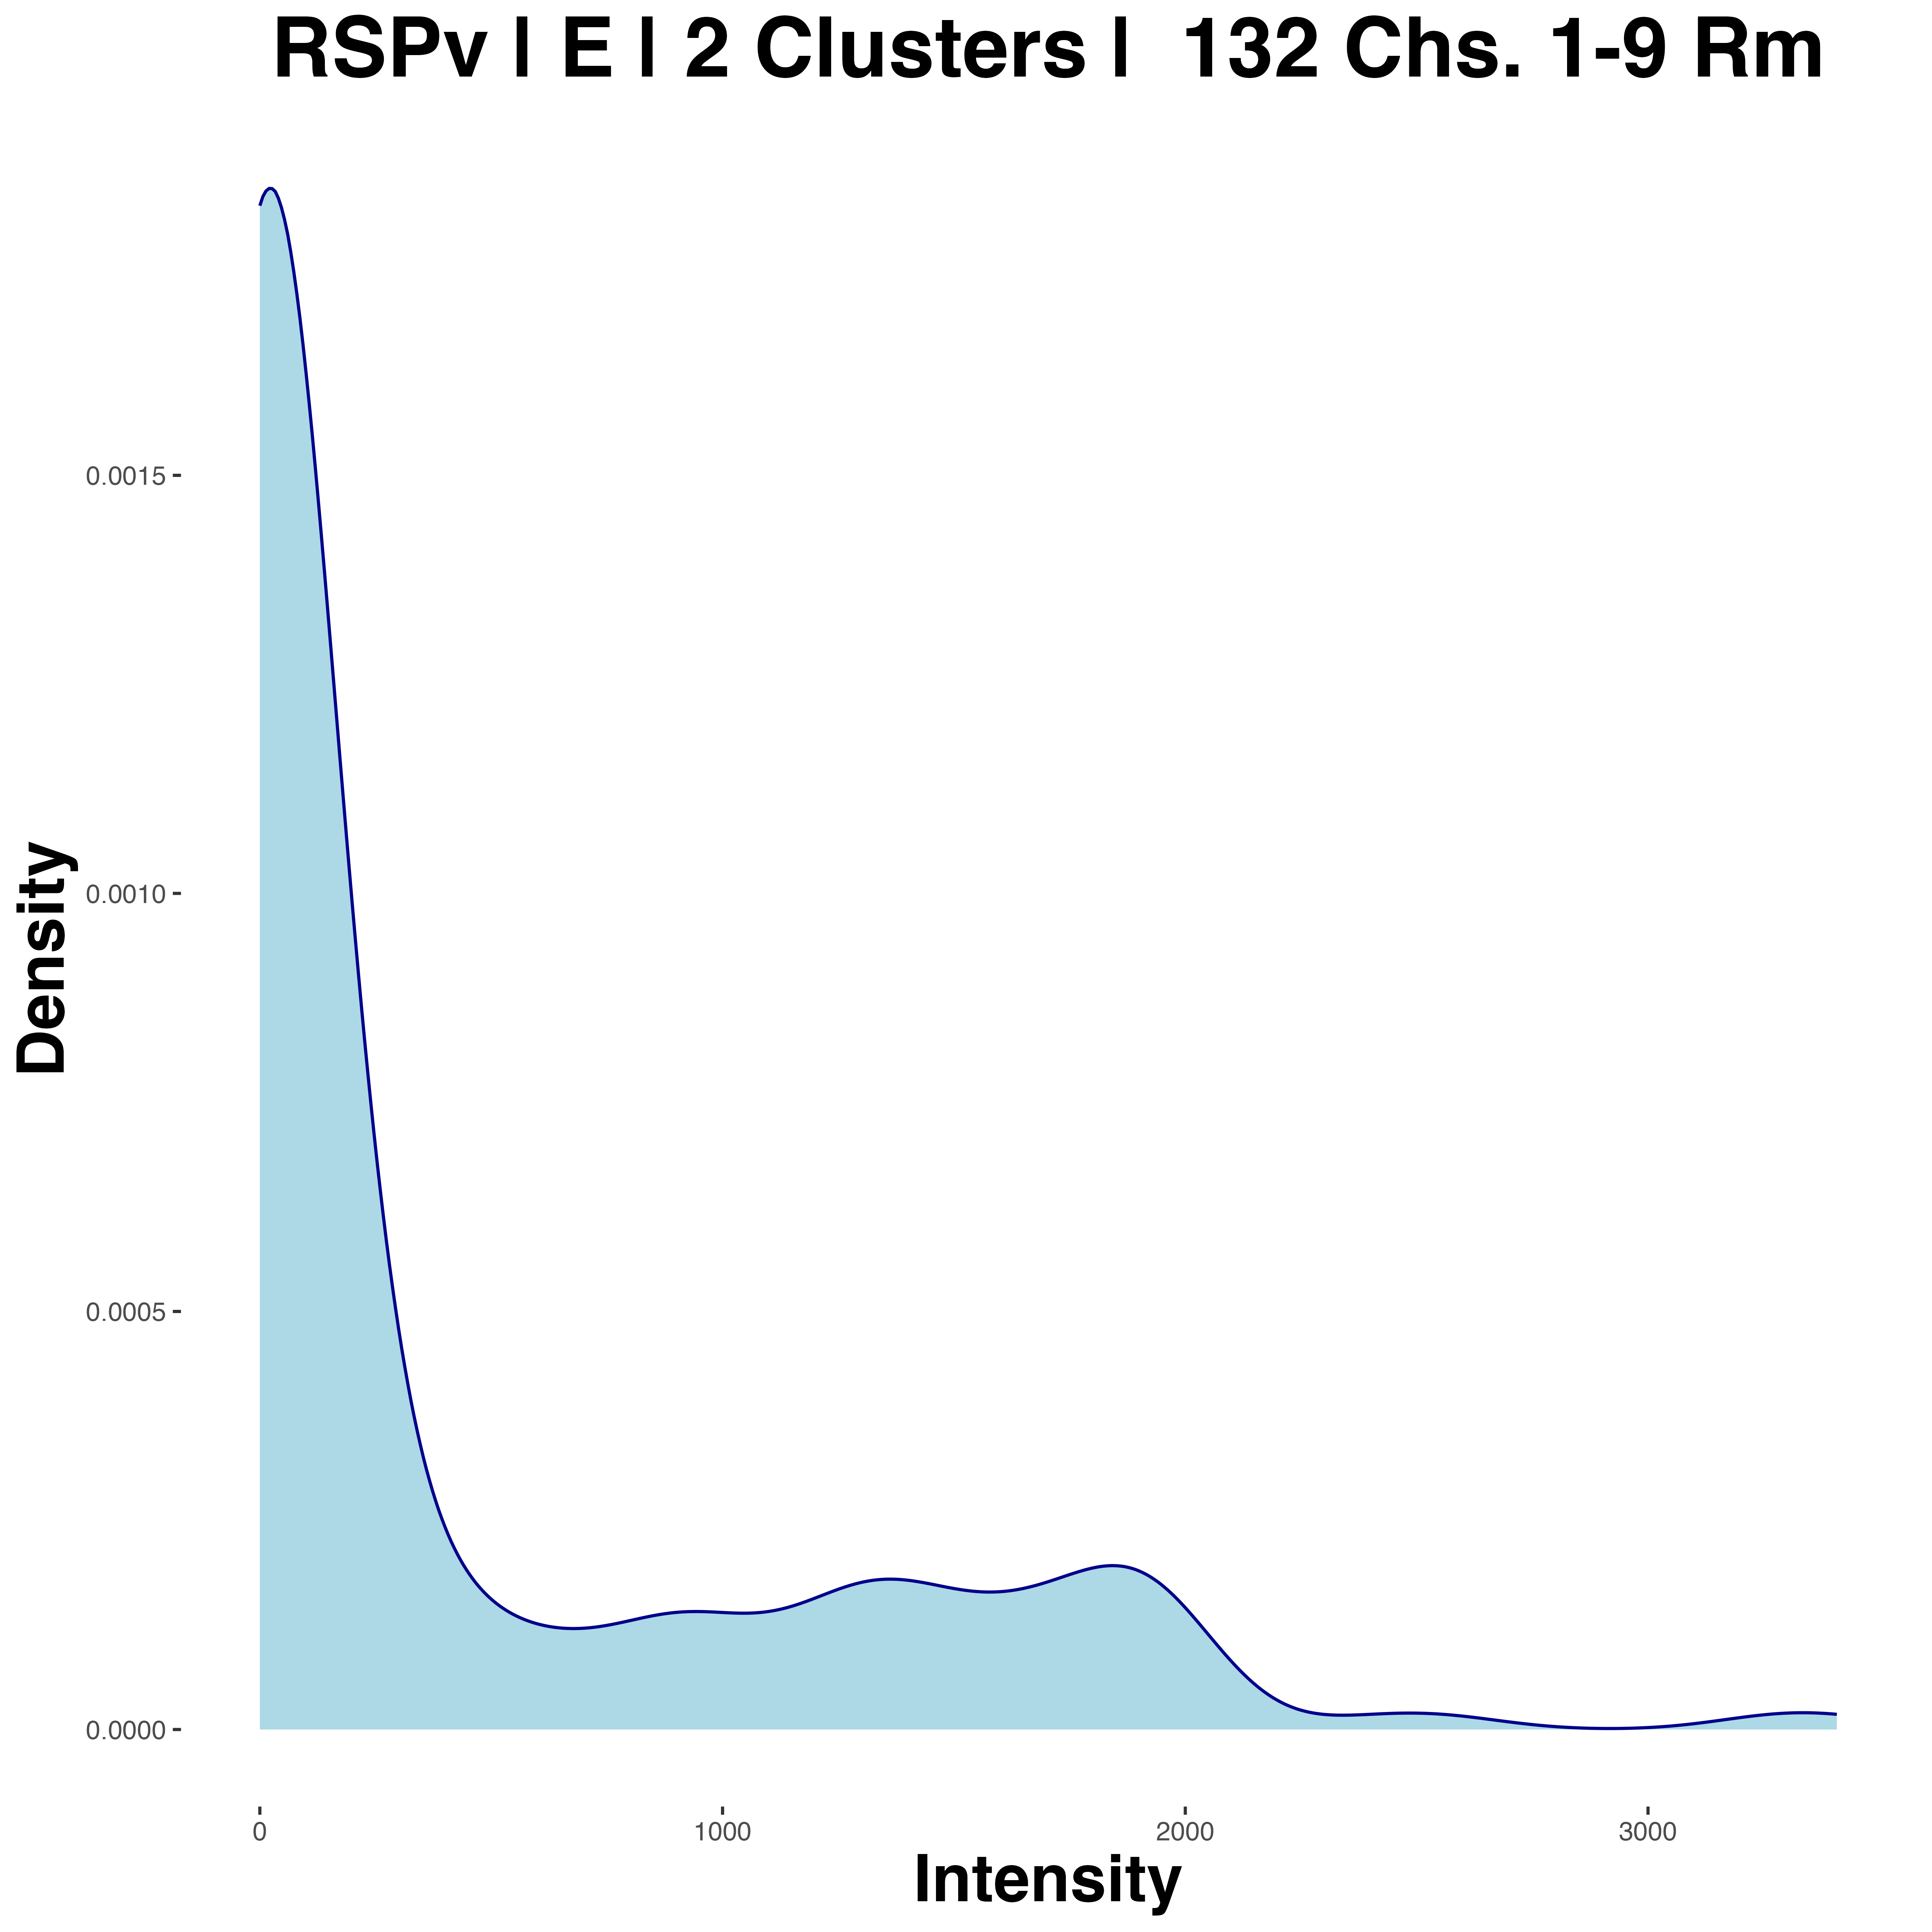 RSPv | E | 2 Clusters |  132 Chs. 1-9 Rm
Density
0.0015
0.0010
0.0005
0.0000
0 1000 2000 3000
Intensity